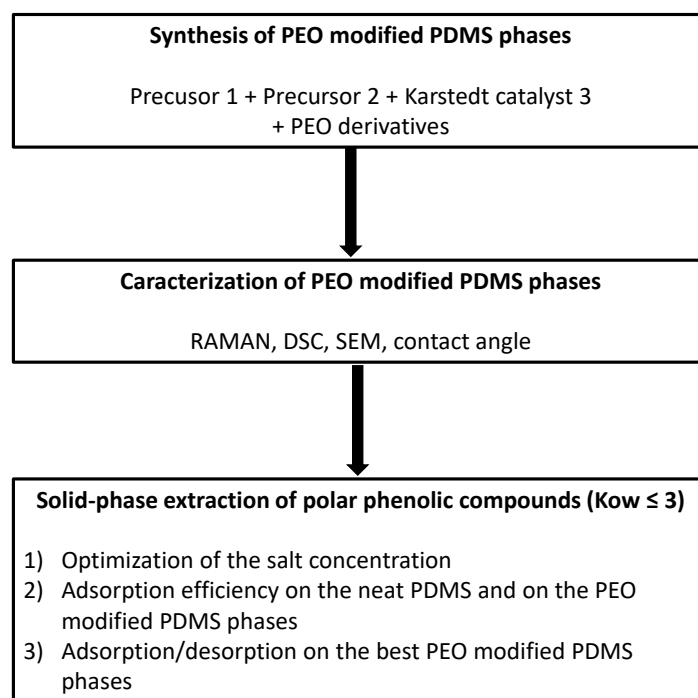 Synthesis of PEO modified PDMS phases
Precusor 1 + Precursor 2 + Karstedt catalyst 3
+ PEO derivatives
Caracterization of PEO modified PDMS phases
RAMAN, DSC, SEM, contact angle
Solid-phase extraction of polar phenolic compounds (Kow ≤ 3)
1) Optimization of the salt concentration
2) Adsorption efficiency on the neat PDMS and on the PEO
modified PDMS phases
3) Adsorption/desorption on the best PEO modified PDMS
phases